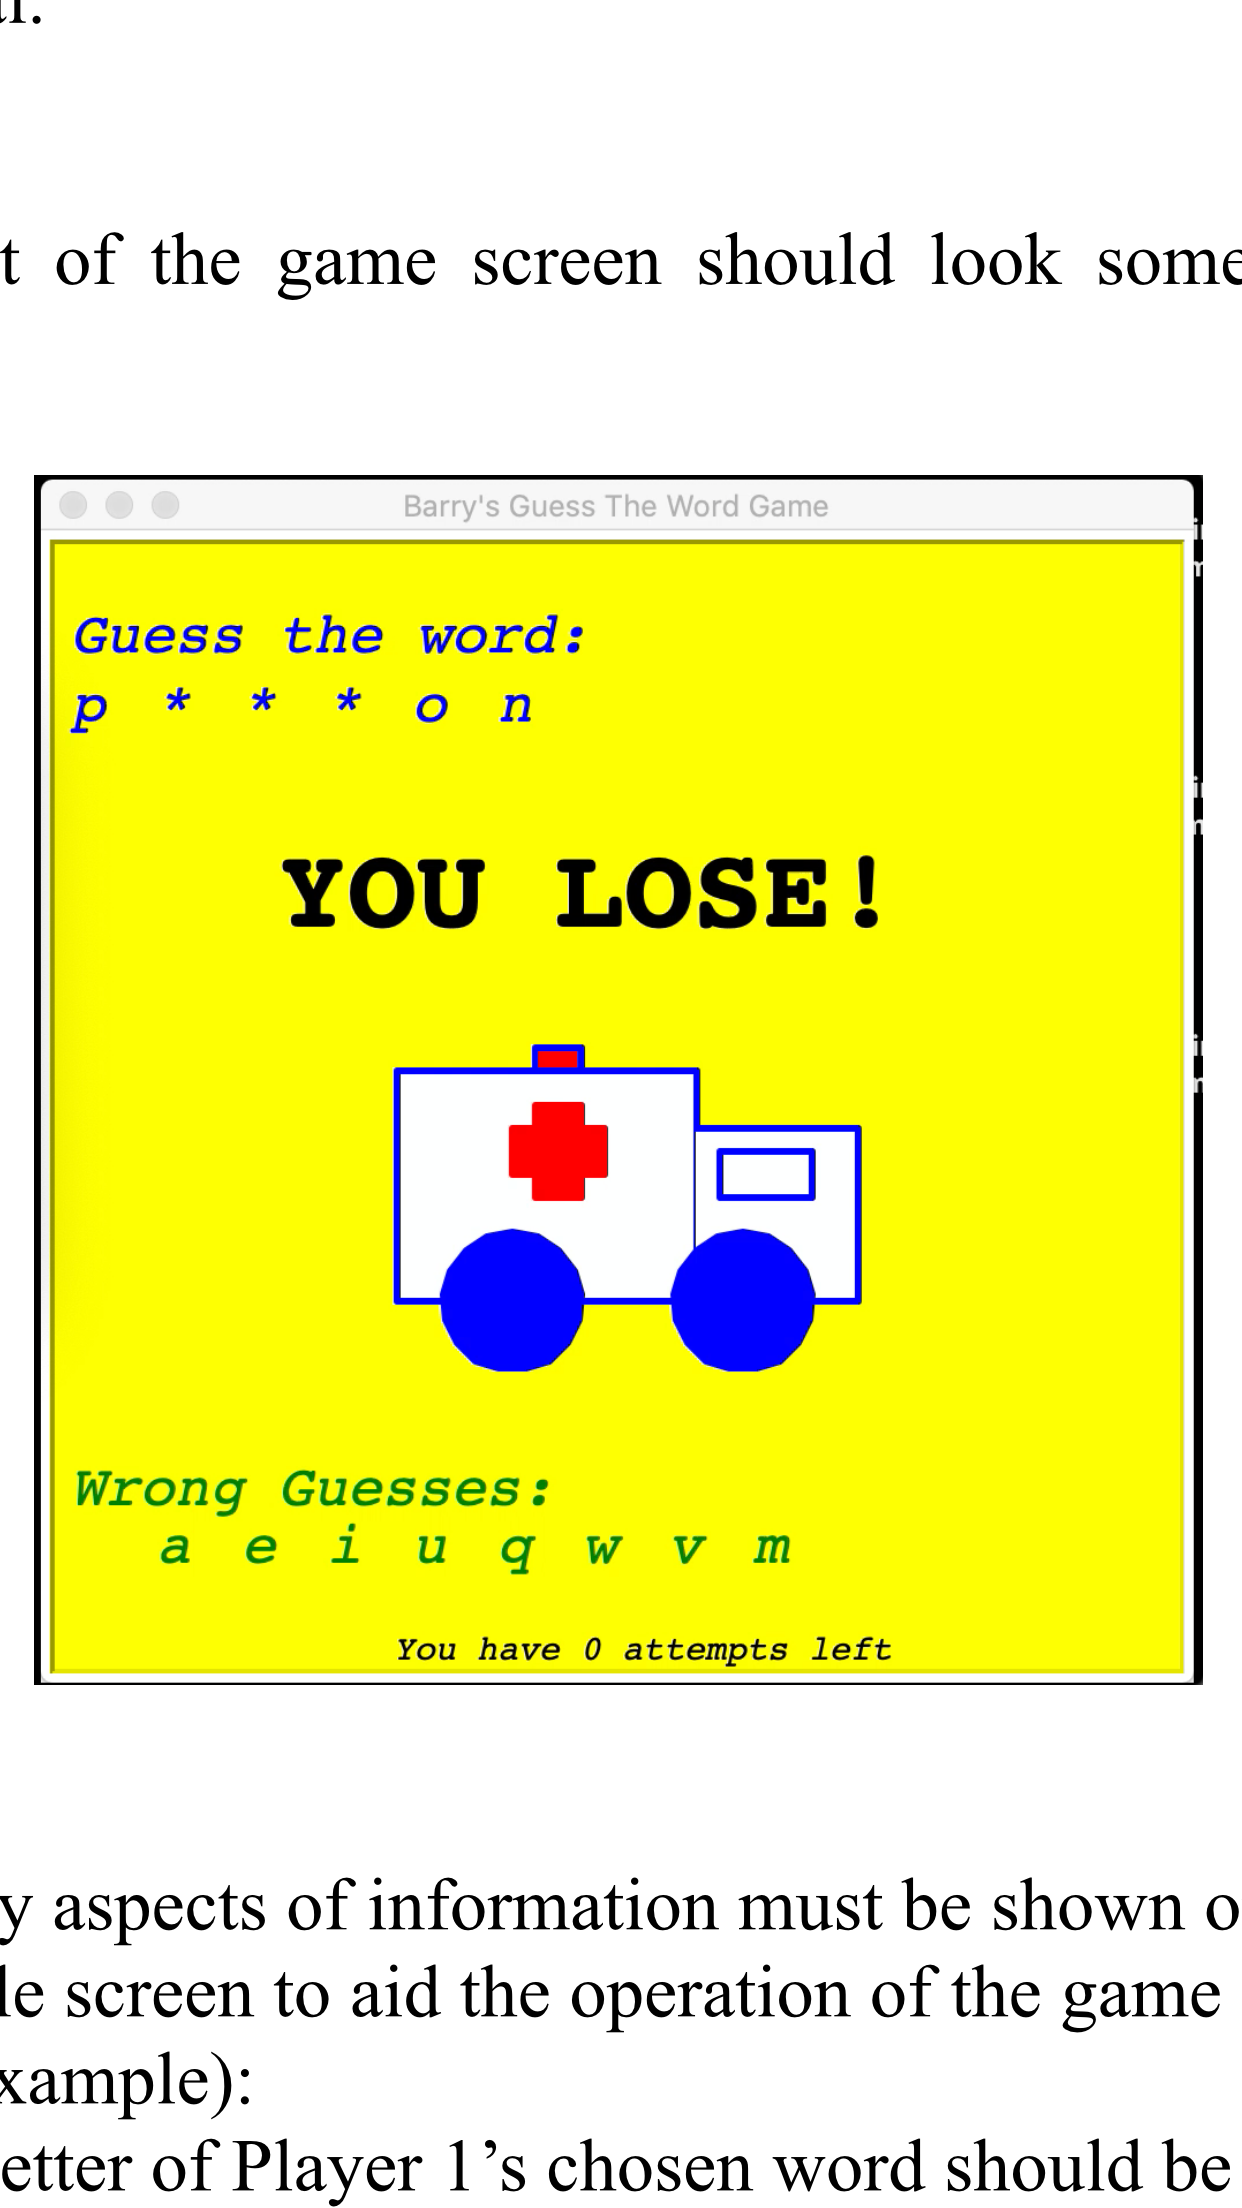 of the game screen should look
Barry's Guess The Word Game
Guess the word:
p * * * o n
YOU LOSE!
Wrong Guesses:
a e i u q w v m
You have 0 attempts left
y aspects of information must be shown
screen to aid the operation of the game
xample):
etter of Player 1’s chosen word should be